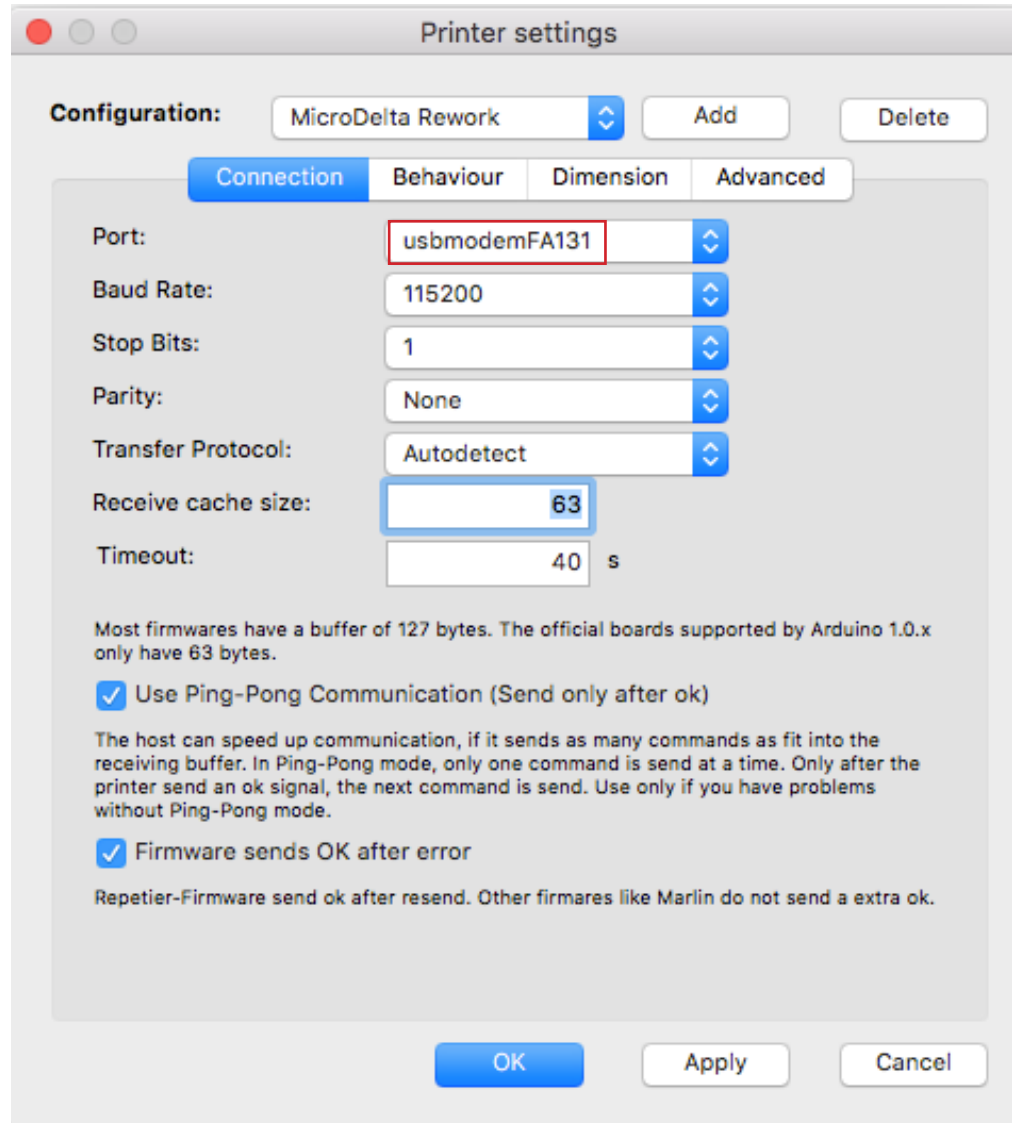 Printer settings
Configuration: MicroDelta Rework Add Delete
Connection Behaviour Dimension Advanced
Port: usbmodemFA131
Baud Rate: 115200
Stop Bits: 1
Parity: None
Transfer Protocol: Autodetect
Receive cache size: 63
Timeout: 40 s
Most firmwares have a buffer of 127 bytes. The official boards supported by Arduino 1.0.x
only have 63 bytes.
Use Ping-Pong Communication (Send only after ok)
The host can speed up communication, if it sends as many commands as fit into the
receiving buffer. In Ping-Pong mode, only one command is send at a time. Only after the
printer send an ok signal, the next command is send. Use only if you have problems
without Ping-Pong mode.
Firmware sends OK after error
Repetier-Firmware send ok after resend. Other firmares like Marlin do not send a extra ok.
OK Apply Cancel